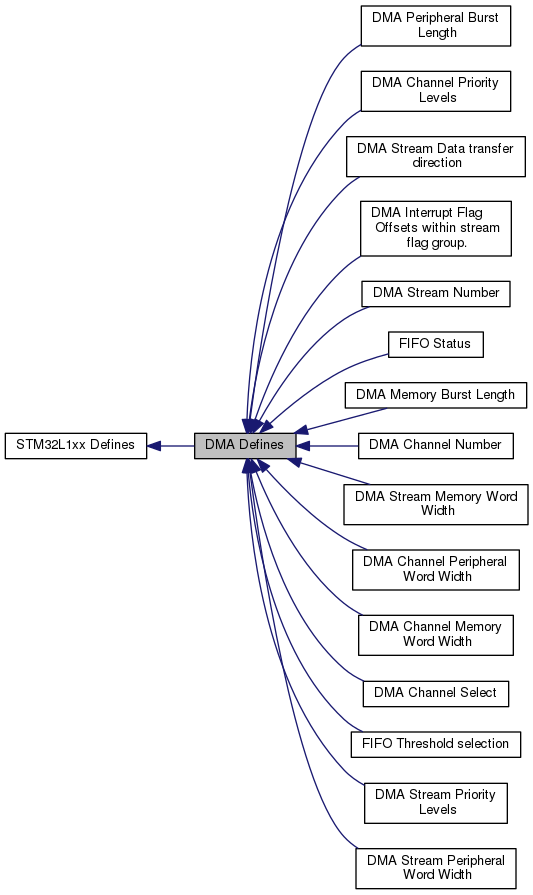 DMA Peripheral Burst
Length
DMA Channel Priority
Levels
DMA Stream Data transfer
direction
DMA Interrupt Flag
Offsets within stream
flag group.
DMA Stream Number
FIFO Status
DMA Memory Burst Length
STM32L1xx Defines
DMA Defines
DMA Channel Number
DMA Stream Memory Word
Width
DMA Channel Peripheral
Word Width
DMA Channel Memory
Word Width
DMA Channel Select
FIFO Threshold selection
DMA Stream Priority
Levels
DMA Stream Peripheral
Word Width